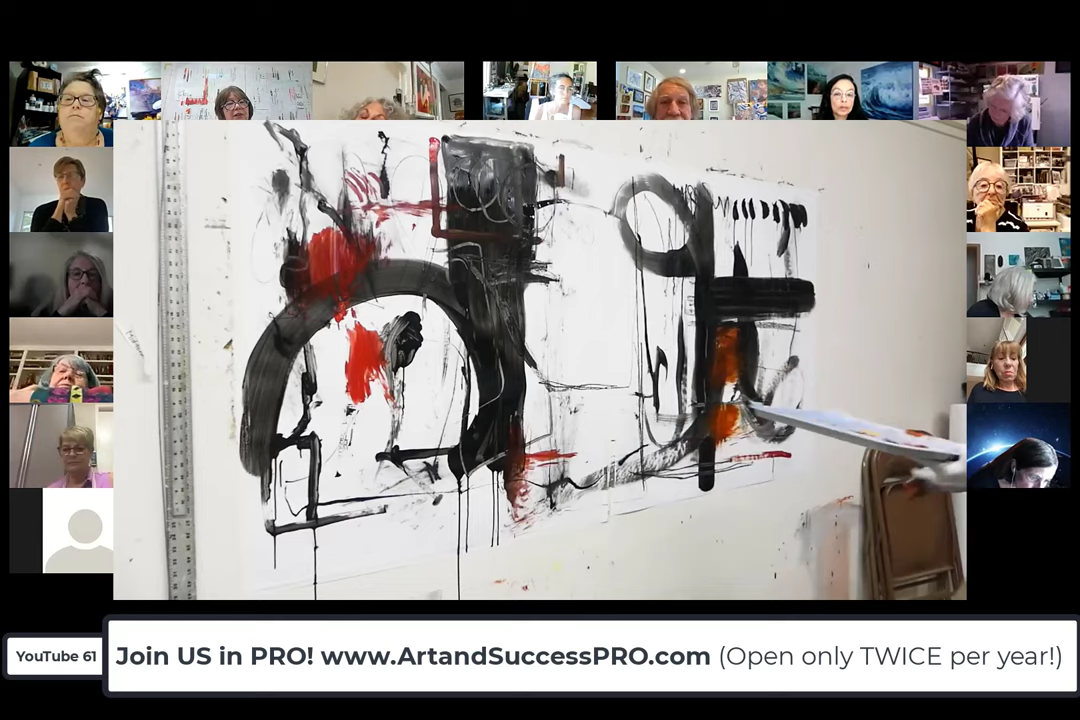 YouTube 61
Join US in PRO! www.ArtandSuccessPRO.com (Open only TWICE per year!)